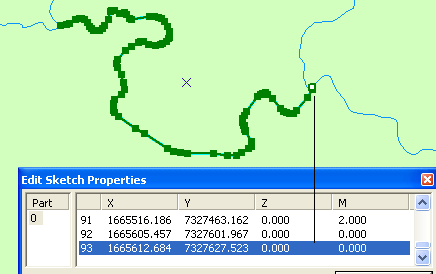 Edit Sketch Properties
Part X Y Z M
0 91 1665516.186 7327463.162 0.000 2.000
92 1665605.457 7327601.967 0.000 0.000
93 1665612.684 7327627.523 0.000 0.000